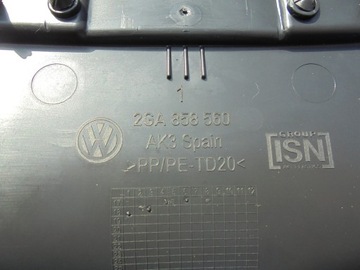 1
2GA 858 560
AK3 Spain
>PP/PE-TD20<
GROUP
ISN